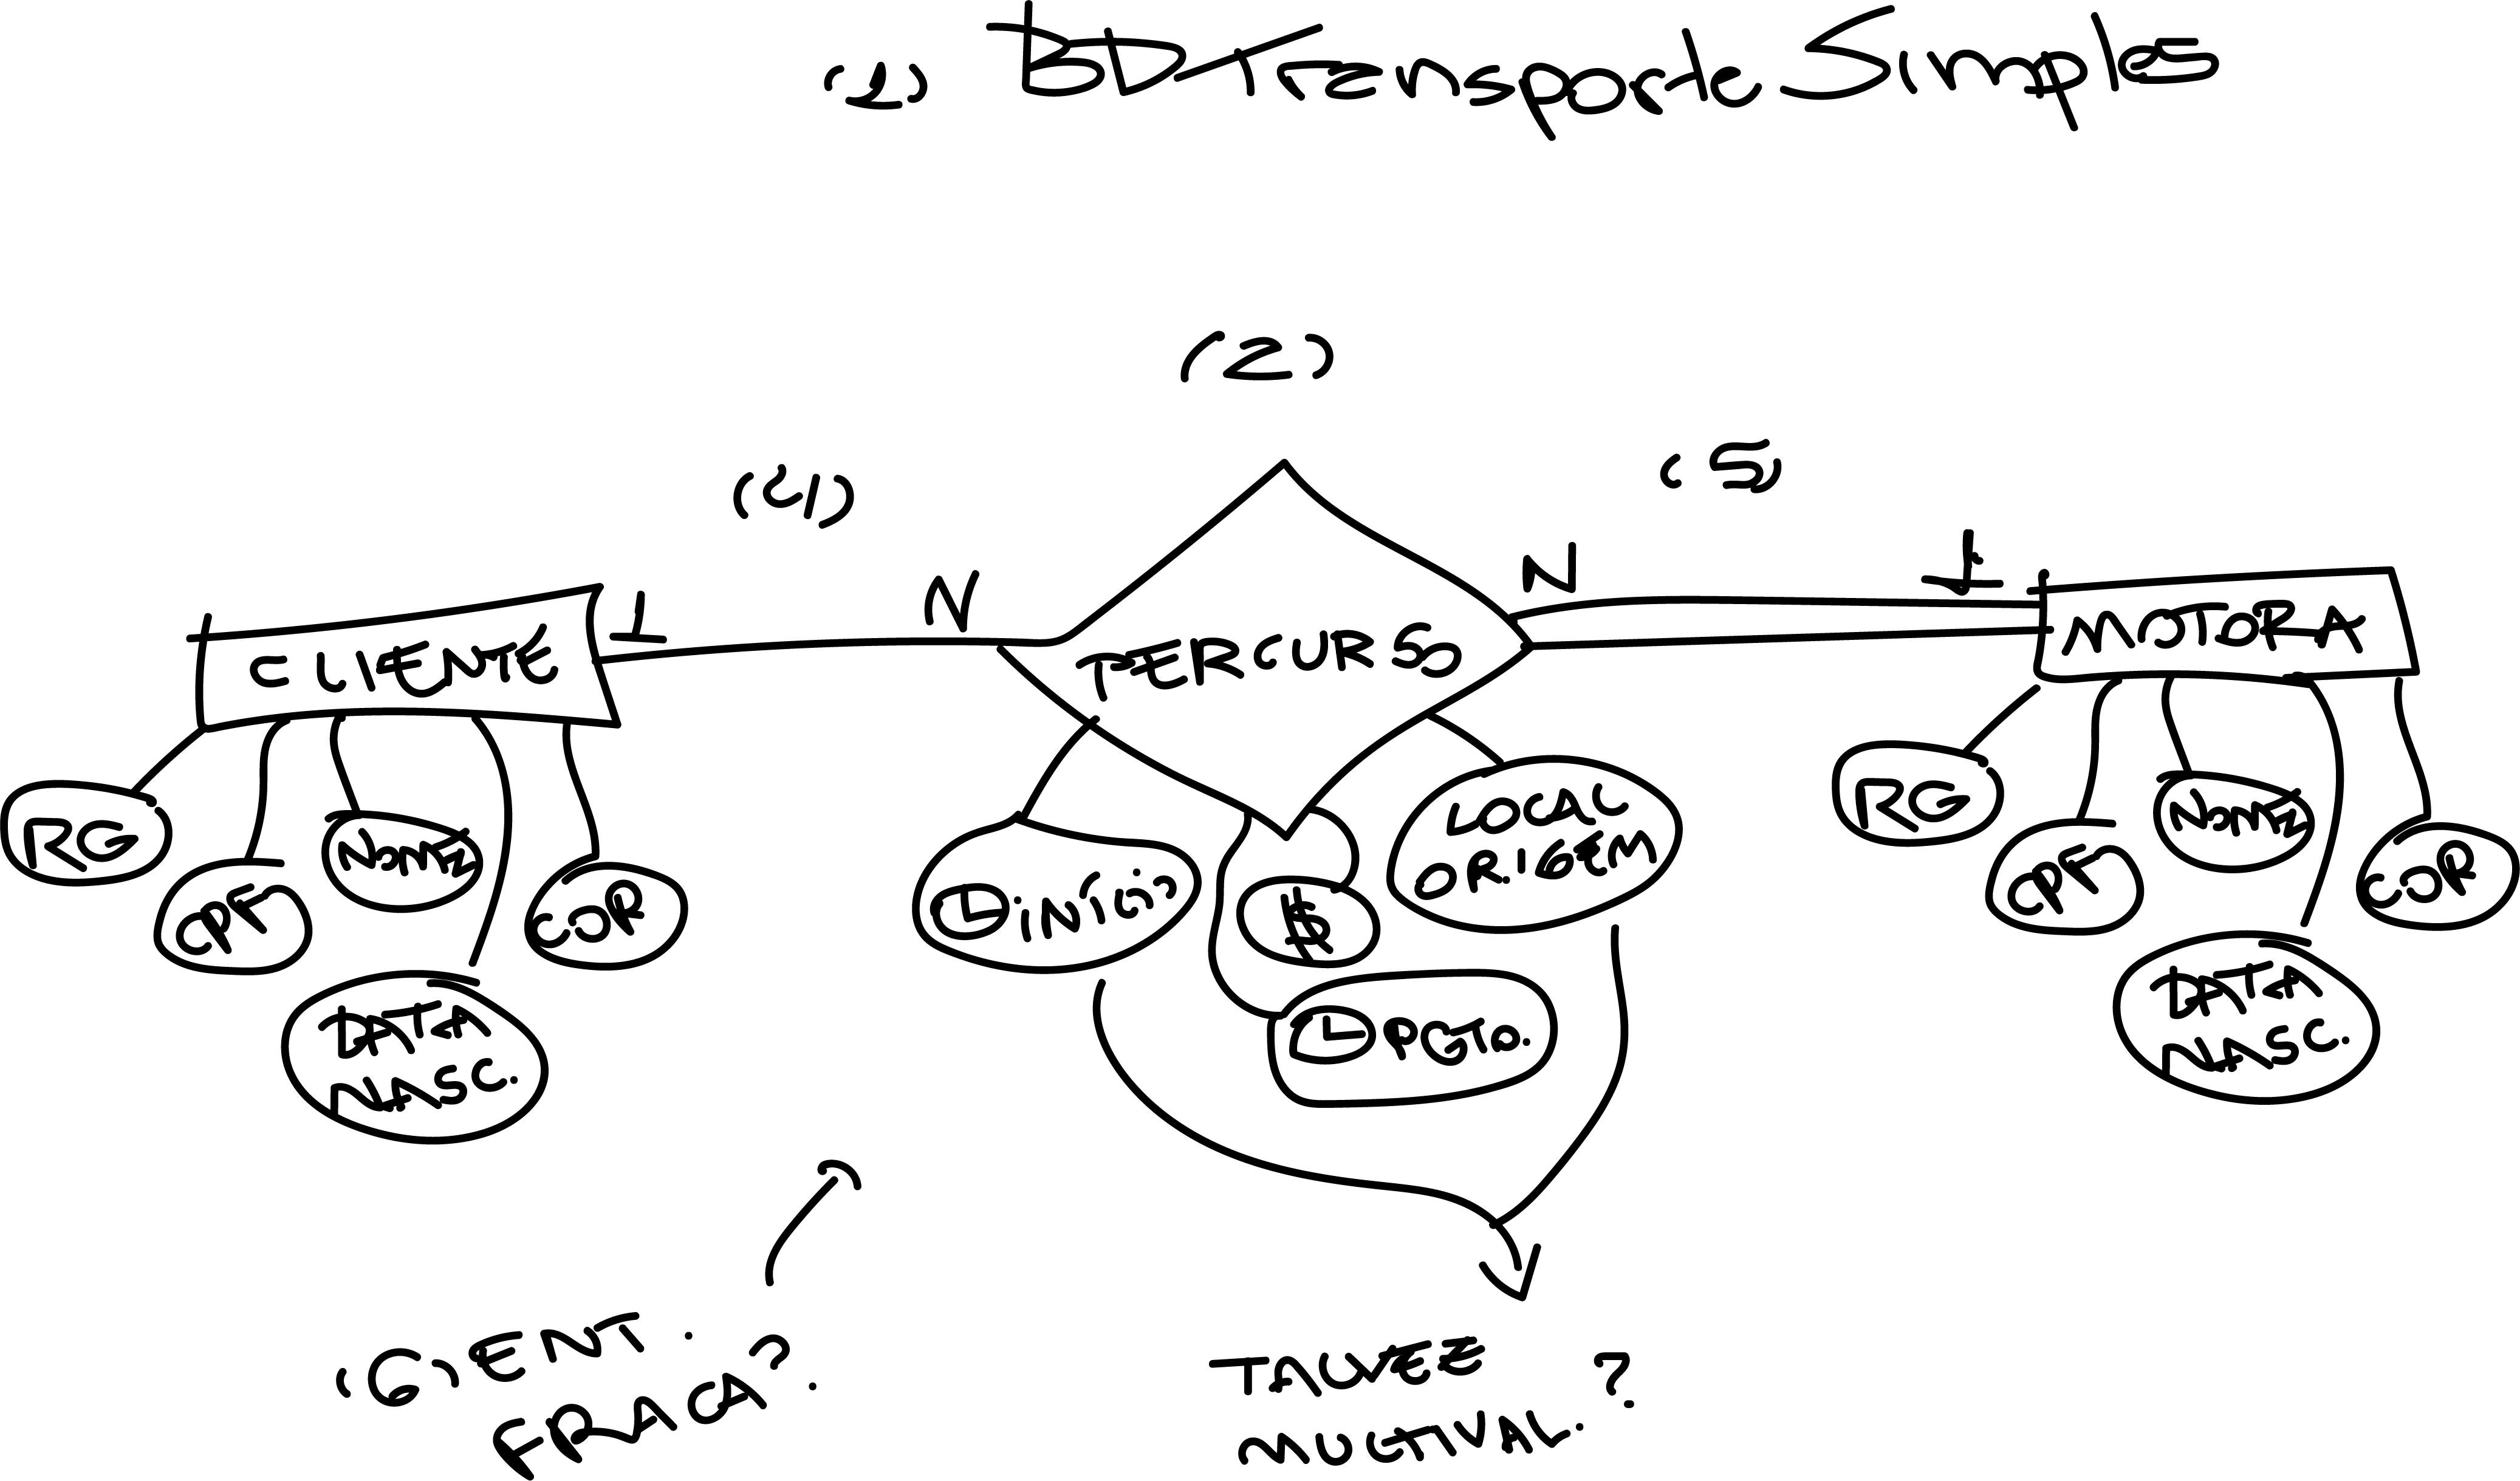 (1) BD Transporte Simples
(2)
(4)
(5)
1
N
N
1
CLIENTE
PERCURSO
MOTORA
RG
CPF
NOME
COR
DATA
NASC.
INÍCIO
$
LOCAL
ORIGEM
PGTO.
RG
CPF
NOME
COR
DATA
NASC.
(6) ENT.
FRACA?
TALVEZ
MULTIVAL.?